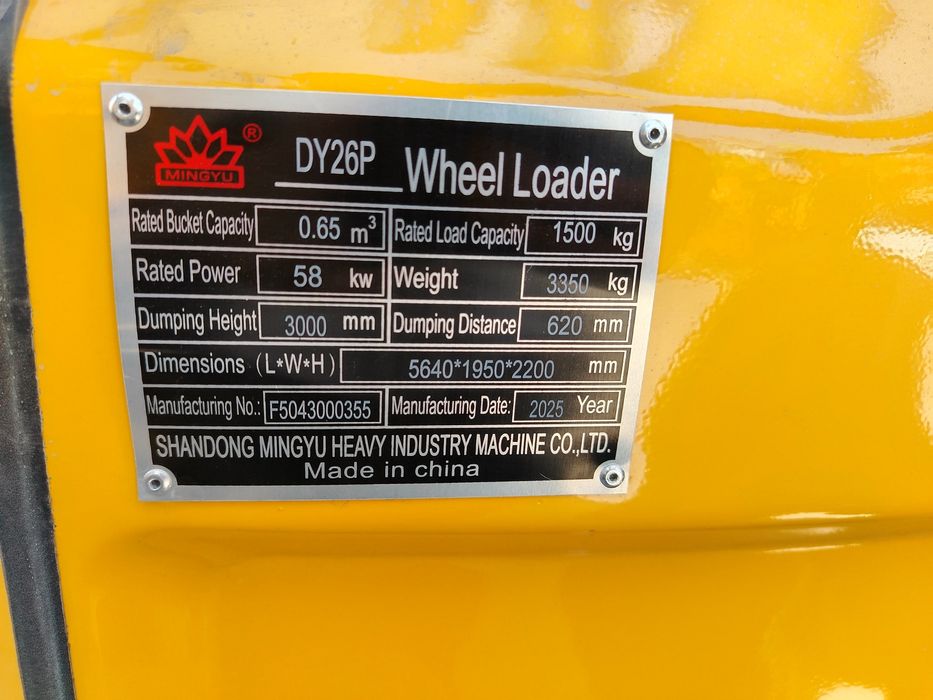 MINGYU ® DY26P Wheel Loader
Rated Bucket Capacity 0.65 m³ Rated Load Capacity 1500 kg
Rated Power 58 kw Weight 3350 kg
Dumping Height 3000 mm Dumping Distance 620 mm
Dimensions (L*W*H) 5640*1950*2200 mm
Manufacturing No.: F5043000355 Manufacturing Date: 2025 Year
SHANDONG MINGYU HEAVY INDUSTRY MACHINE CO.,LTD.
Made in china